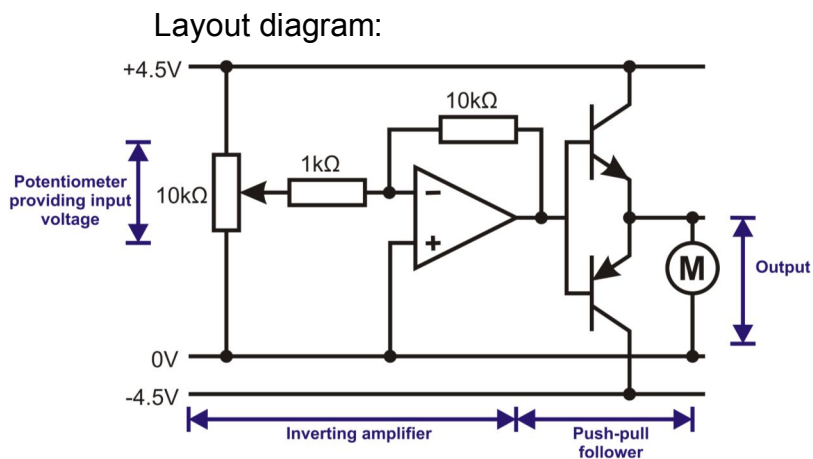 Layout diagram:
+4.5V
10kΩ
1kΩ
Potentiometer
providing input
voltage
10kΩ
−
+
M
Output
0V
-4.5V
Inverting amplifier
Push-pull
follower